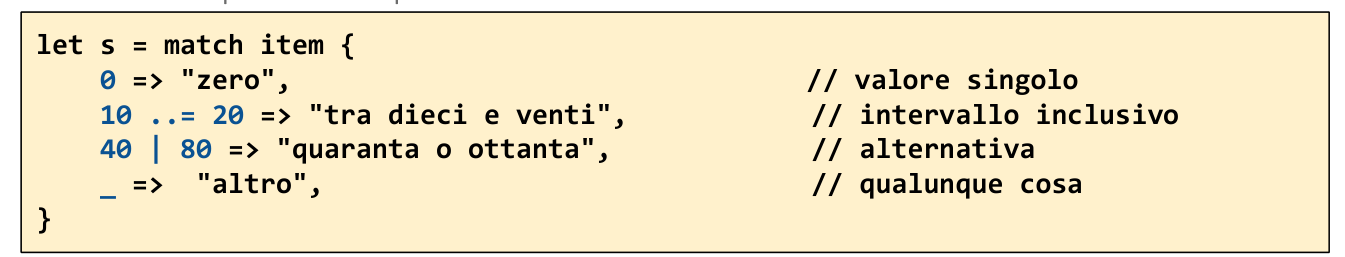 let s = match item {
    0 => "zero",                                 // valore singolo
    10 ..= 20 => "tra dieci e venti",            // intervallo inclusivo
    40 | 80 => "quaranta o ottanta",             // alternativa
    _ =>  "altro",                               // qualunque cosa
}